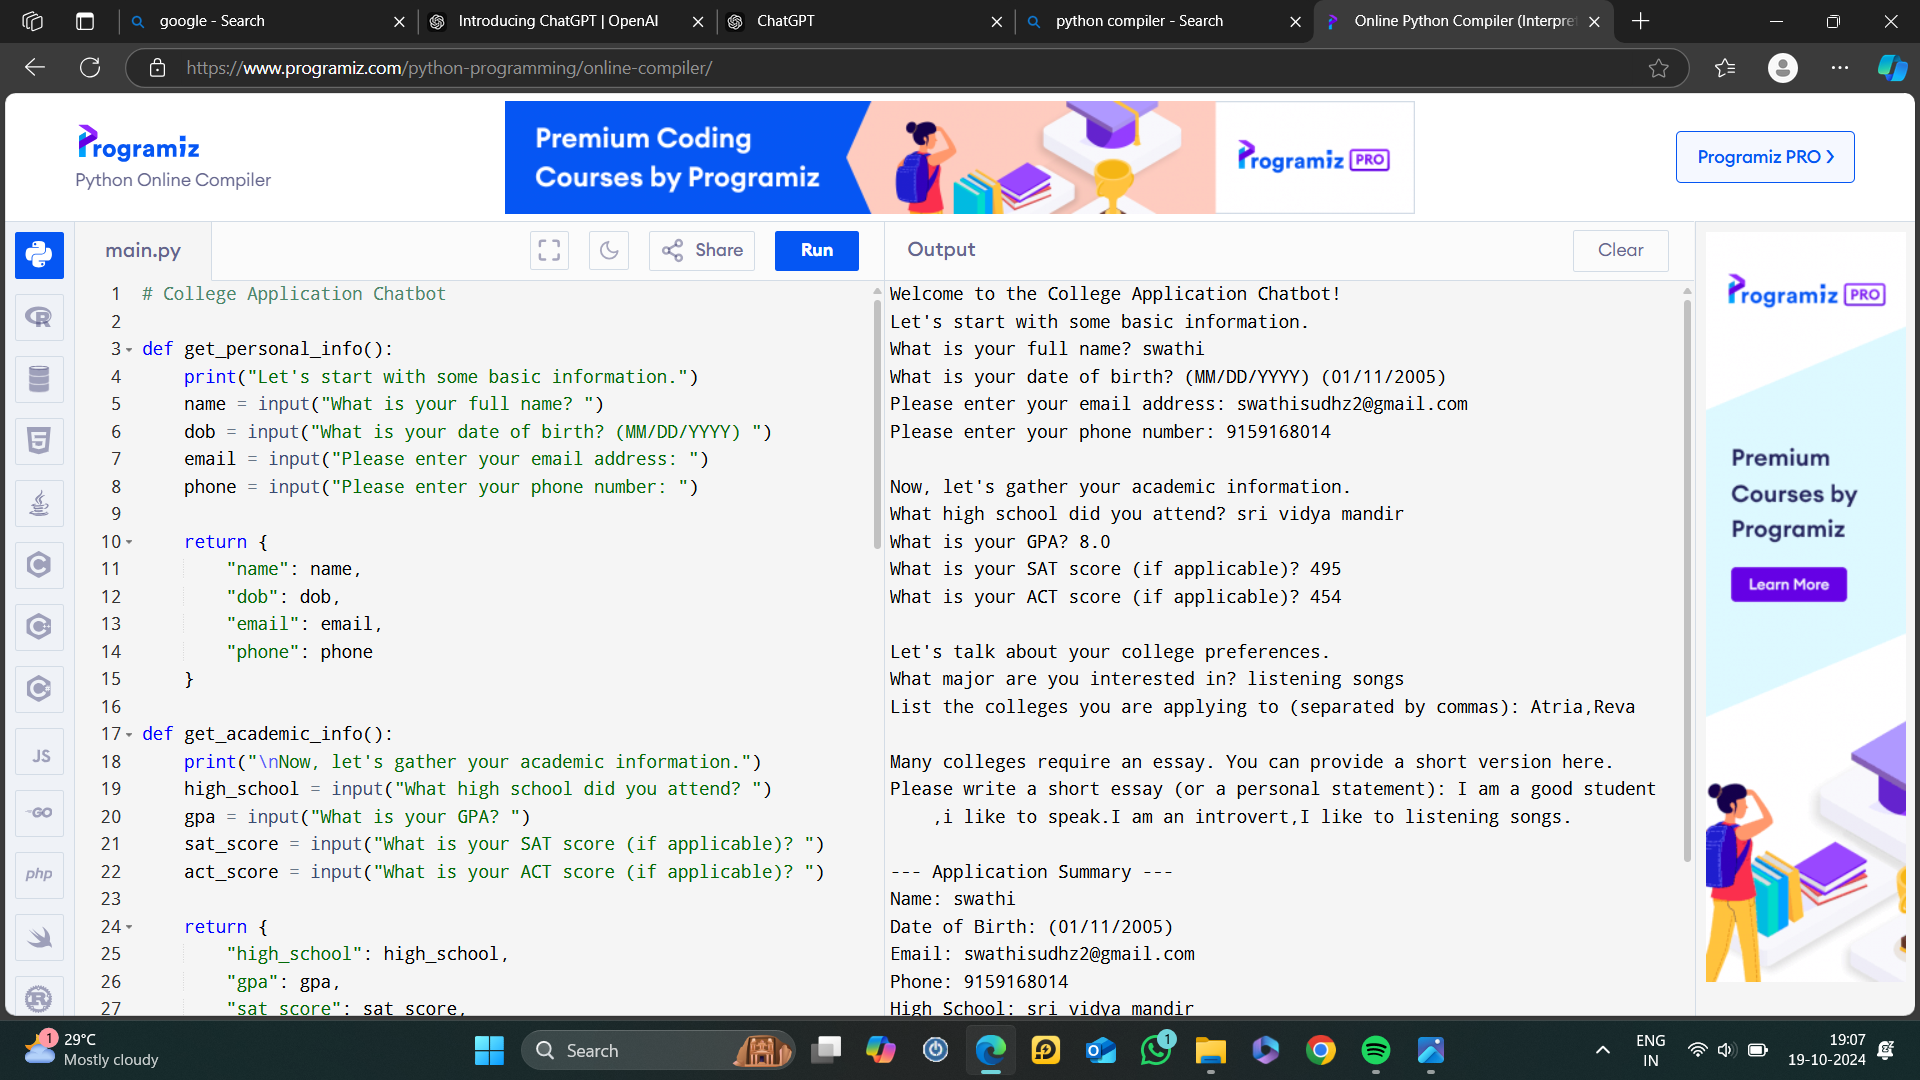 google - Search
Introducing ChatGPT | OpenAI
ChatGPT
python compiler - Search
Online Python Compiler (Interpre
https://www.programiz.com/python-programming/online-compiler/
Programiz
Python Online Compiler
Premium Coding
Courses by Programiz
Programiz PRO
Programiz PRO
main.py
Share
Run
Output
Clear
1 # College Application Chatbot
2
3 def get_personal_info():
4 print("Let's start with some basic information.")
5 name = input("What is your full name? ")
6 dob = input("What is your date of birth? (MM/DD/YYYY) ")
7 email = input("Please enter your email address: ")
8 phone = input("Please enter your phone number: ")
9
10 return {
11 "name": name,
12 "dob": dob,
13 "email": email,
14 "phone": phone
15 }
16
17 def get_academic_info():
18 print("\nNow, let's gather your academic information.")
19 high_school = input("What high school did you attend? ")
20 gpa = input("What is your GPA? ")
21 sat_score = input("What is your SAT score (if applicable)? ")
22 act_score = input("What is your ACT score (if applicable)? ")
23
24 return {
25 "high_school": high_school,
26 "gpa": gpa,
27 "sat_score": sat_score,
Welcome to the College Application Chatbot!
Let's start with some basic information.
What is your full name? swathi
What is your date of birth? (MM/DD/YYYY) (01/11/2005)
Please enter your email address: swathisudhz2@gmail.com
Please enter your phone number: 9159168014
Now, let's gather your academic information.
What high school did you attend? sri vidya mandir
What is your GPA? 8.0
What is your SAT score (if applicable)? 495
What is your ACT score (if applicable)? 454
Let's talk about your college preferences.
What major are you interested in? listening songs
List the colleges you are applying to (separated by commas): Atria,Reva
Many colleges require an essay. You can provide a short version here.
Please write a short essay (or a personal statement): I am a good student
,i like to speak.I am an introvert,I like to listening songs.
--- Application Summary ---
Name: swathi
Date of Birth: (01/11/2005)
Email: swathisudhz2@gmail.com
Phone: 9159168014
High School: sri vidya mandir
Programiz PRO
Premium
Courses by
Programiz
Learn More
R
5
C
C
C
JS
GO
php
R
1
29°C
Mostly cloudy
Search
1
ENG
IN
19:07
19-10-2024